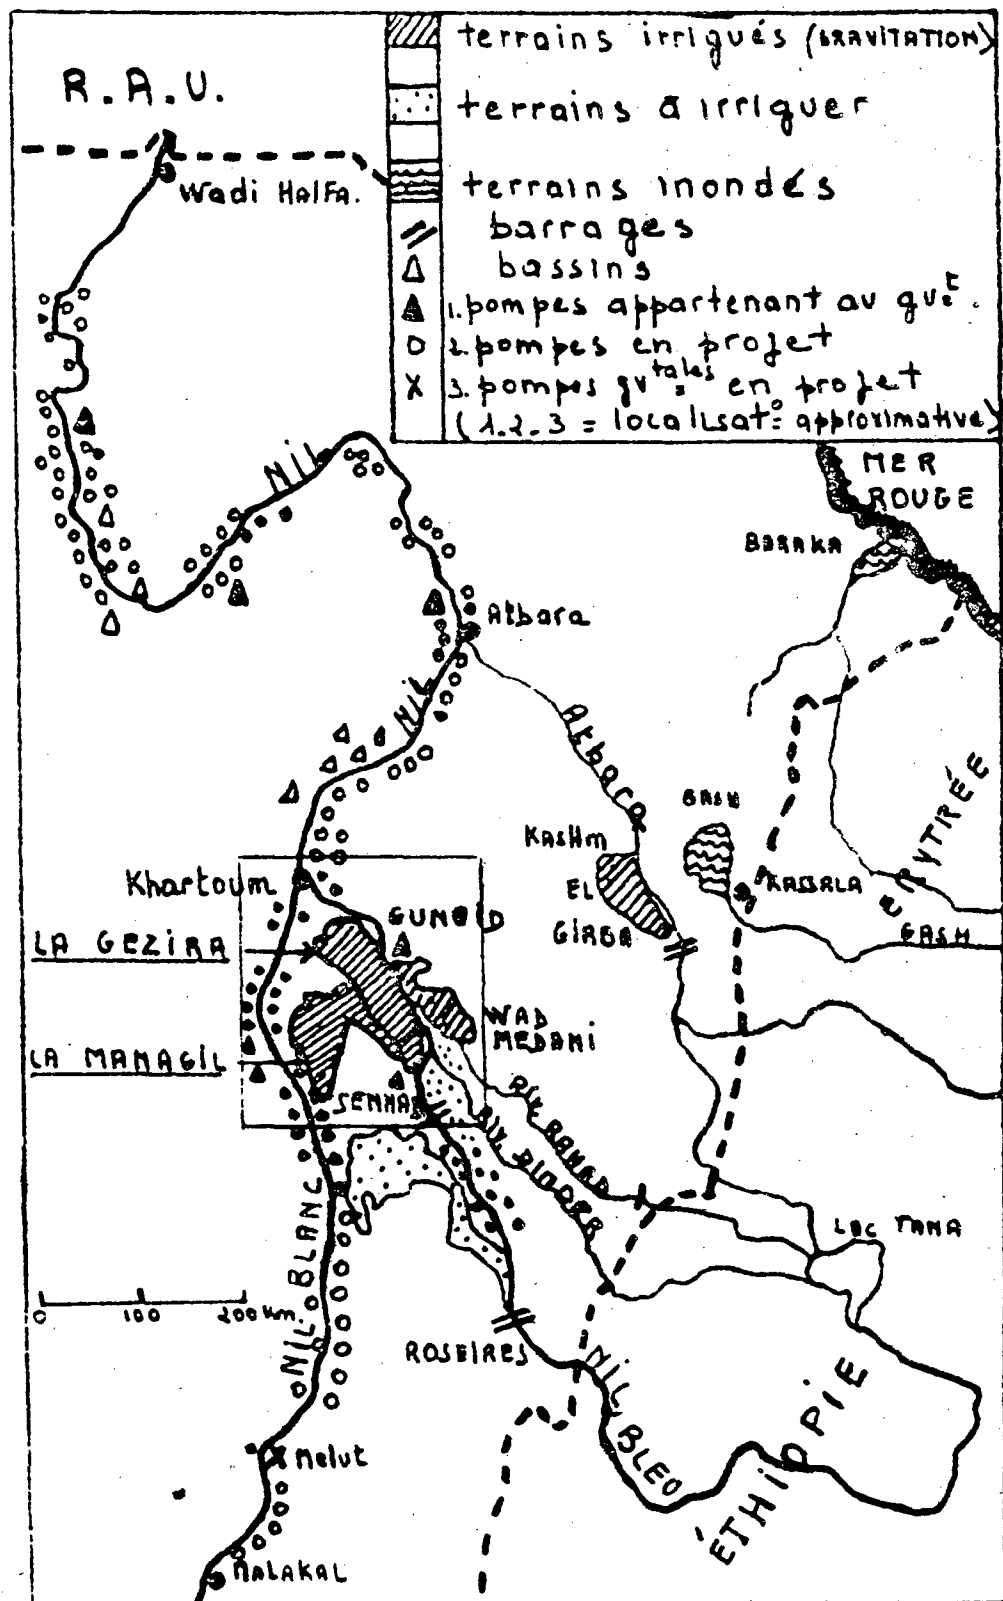 terrains irrigués (GRAVITATION)
R.A.U.
terrains à irriguer
Wadi Halfa.
terrains inondés
barrages
bassins
1. pompes appartenant au gvt.
2. pompes en projet
3. pompes gvtales en projet
(1.2.3 = localisat° approximative)
NIL
MER
ROUGE
BARAKA
Atbara
NIL
Atbara
ERYTRÉE
GASH
KASHM
EL
GIRBA
KASSALA
GASH
Khartoum
GUNEID
LA GEZIRA
WAD
MEDANI
LA MANAGIL
SENNAR
RIV. RAHAD
RIV. DINDER
NIL BLANC
LAC TANA
0 100 200 Km.
ROSEIRES
NIL BLEU
ÉTHIOPIE
Melut
MALAKAL